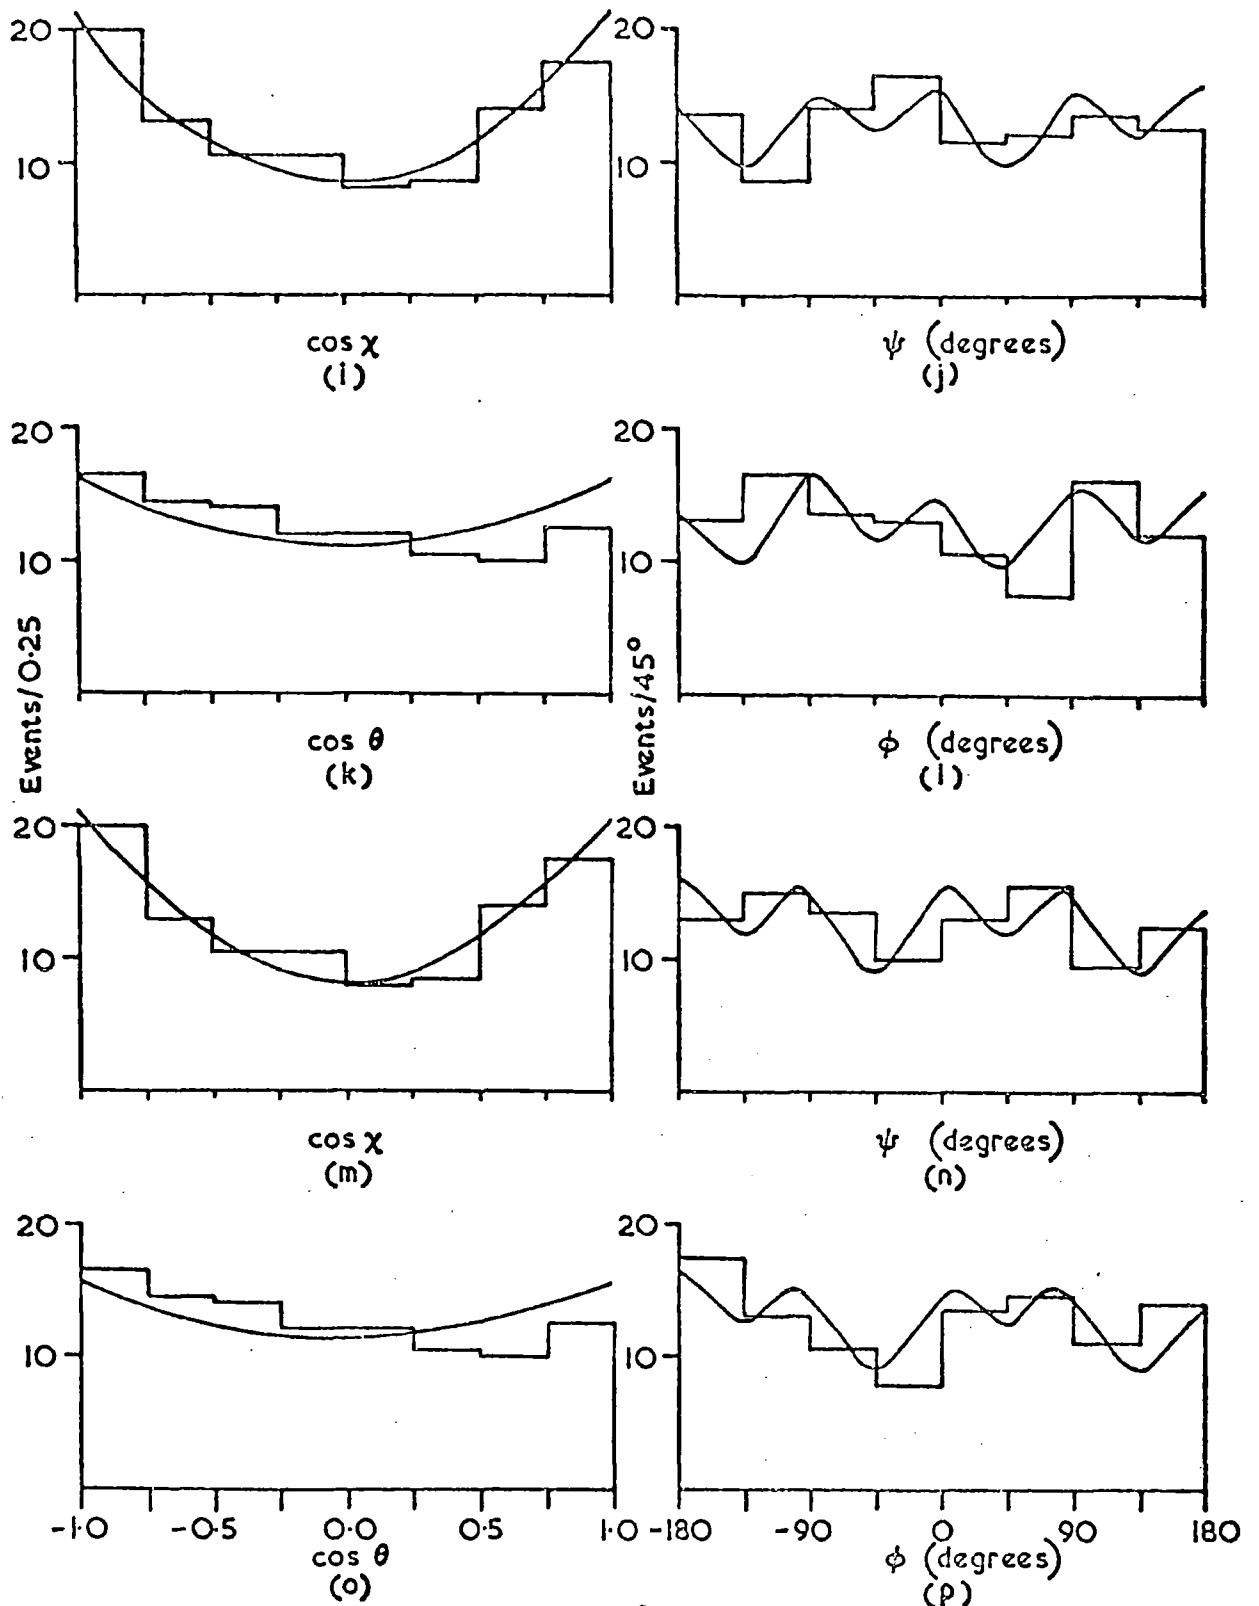 20
10
cos χ
(i)
20
10
ψ (degrees)
(j)
20
10
cos θ
(k)
20
10
φ (degrees)
(l)
Events/0·25
Events/45°
20
10
cos χ
(m)
20
10
ψ (degrees)
(n)
20
10
-1·0 -0·5 0·0 0·5 1·0
cos θ
(o)
20
10
-180 -90 0 90 180
φ (degrees)
(p)